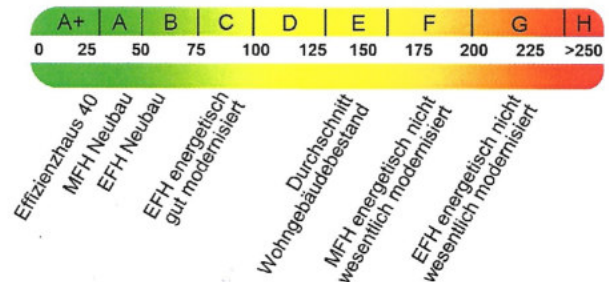 A+ A B C D E F G H
0 25 50 75 100 125 150 175 200 225 >250
Effizienzhaus 40
MFH Neubau
EFH Neubau
EFH energetisch
gut modernisiert
Durchschnitt
Wohngebäudebestand
MFH energetisch nicht
wesentlich modernisiert
EFH energetisch nicht
wesentlich modernisiert